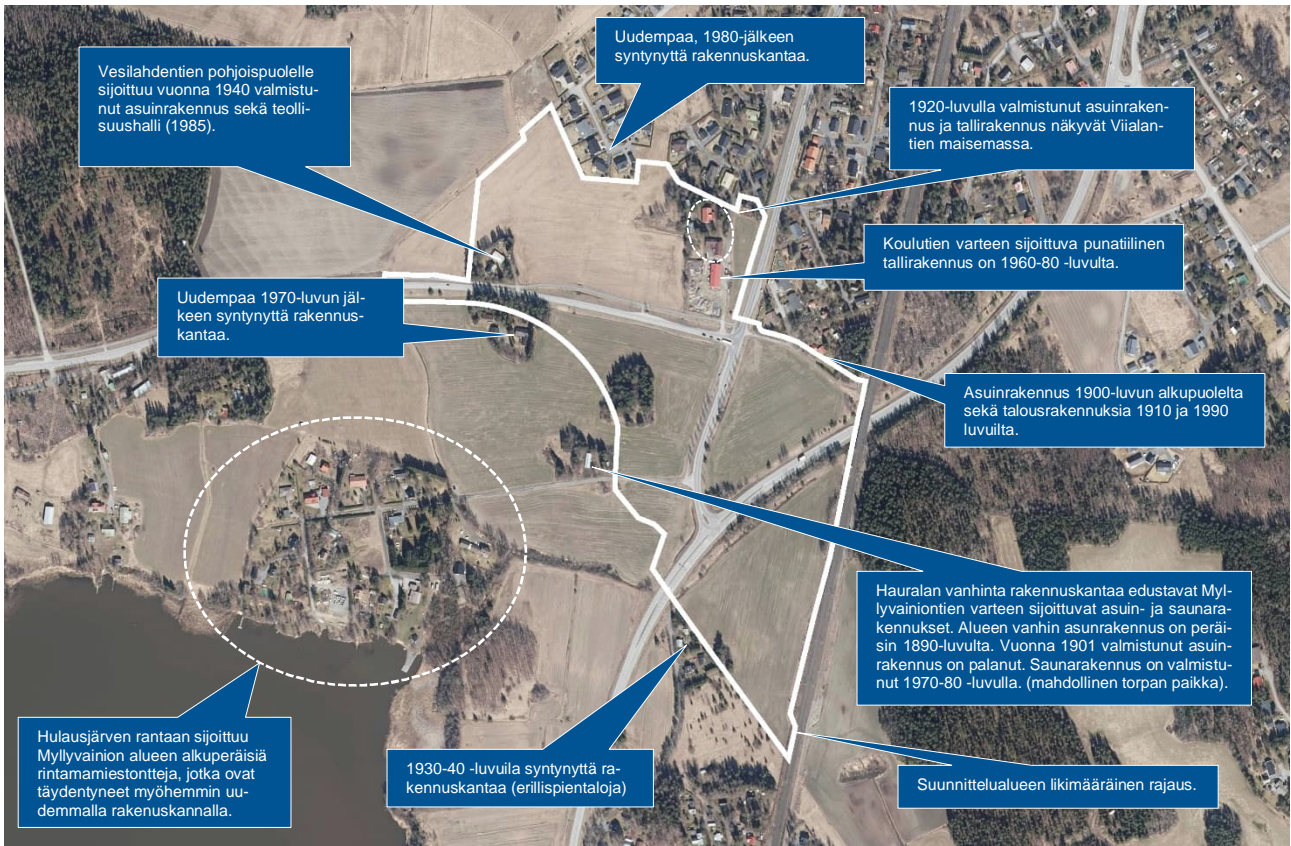 Uudempaa, 1980-jälkeen
syntynyttä rakennuskantaa.
Vesilahdentien pohjoispuolelle
sijoittuu vuonna 1940 valmistu-
nut asuinrakennus sekä teolli-
suushalli (1985).
1920-luvulla valmistunut asuinraken-
nus ja tallirakennus näkyvät Viialan-
tien maisemassa.
Koulutien varteen sijoittuva punatiilinen
tallirakennus on 1960-80 -luvulta.
Uudempaa 1970-luvun jäl-
keen syntynyttä rakennus-
kantaa.
Asuinrakennus 1900-luvun alkupuolelta
sekä talousrakennuksia 1910 ja 1990
luvuilta.
Hauralan vanhinta rakennuskantaa edustavat Myl-
lyvainiontien varteen sijoittuvat asuin- ja saunara-
kennukset. Alueen vanhin asunrakennus on peräi-
sin 1890-luvulta. Vuonna 1901 valmistunut asuin-
rakennus on palanut. Saunarakennus on valmistu-
nut 1970-80 -luvulla. (mahdollinen torpan paikka).
Hulausjärven rantaan sijoittuu
Myllyvainion alueen alkuperäisiä
rintamamiestontteja, jotka ovat
täydentyneet myöhemmin uu-
demmalla rakenuskannalla.
1930-40 -luvuila syntynyttä ra-
kennuskantaa (erillispientaloja)
Suunnittelualueen likimääräinen rajaus.